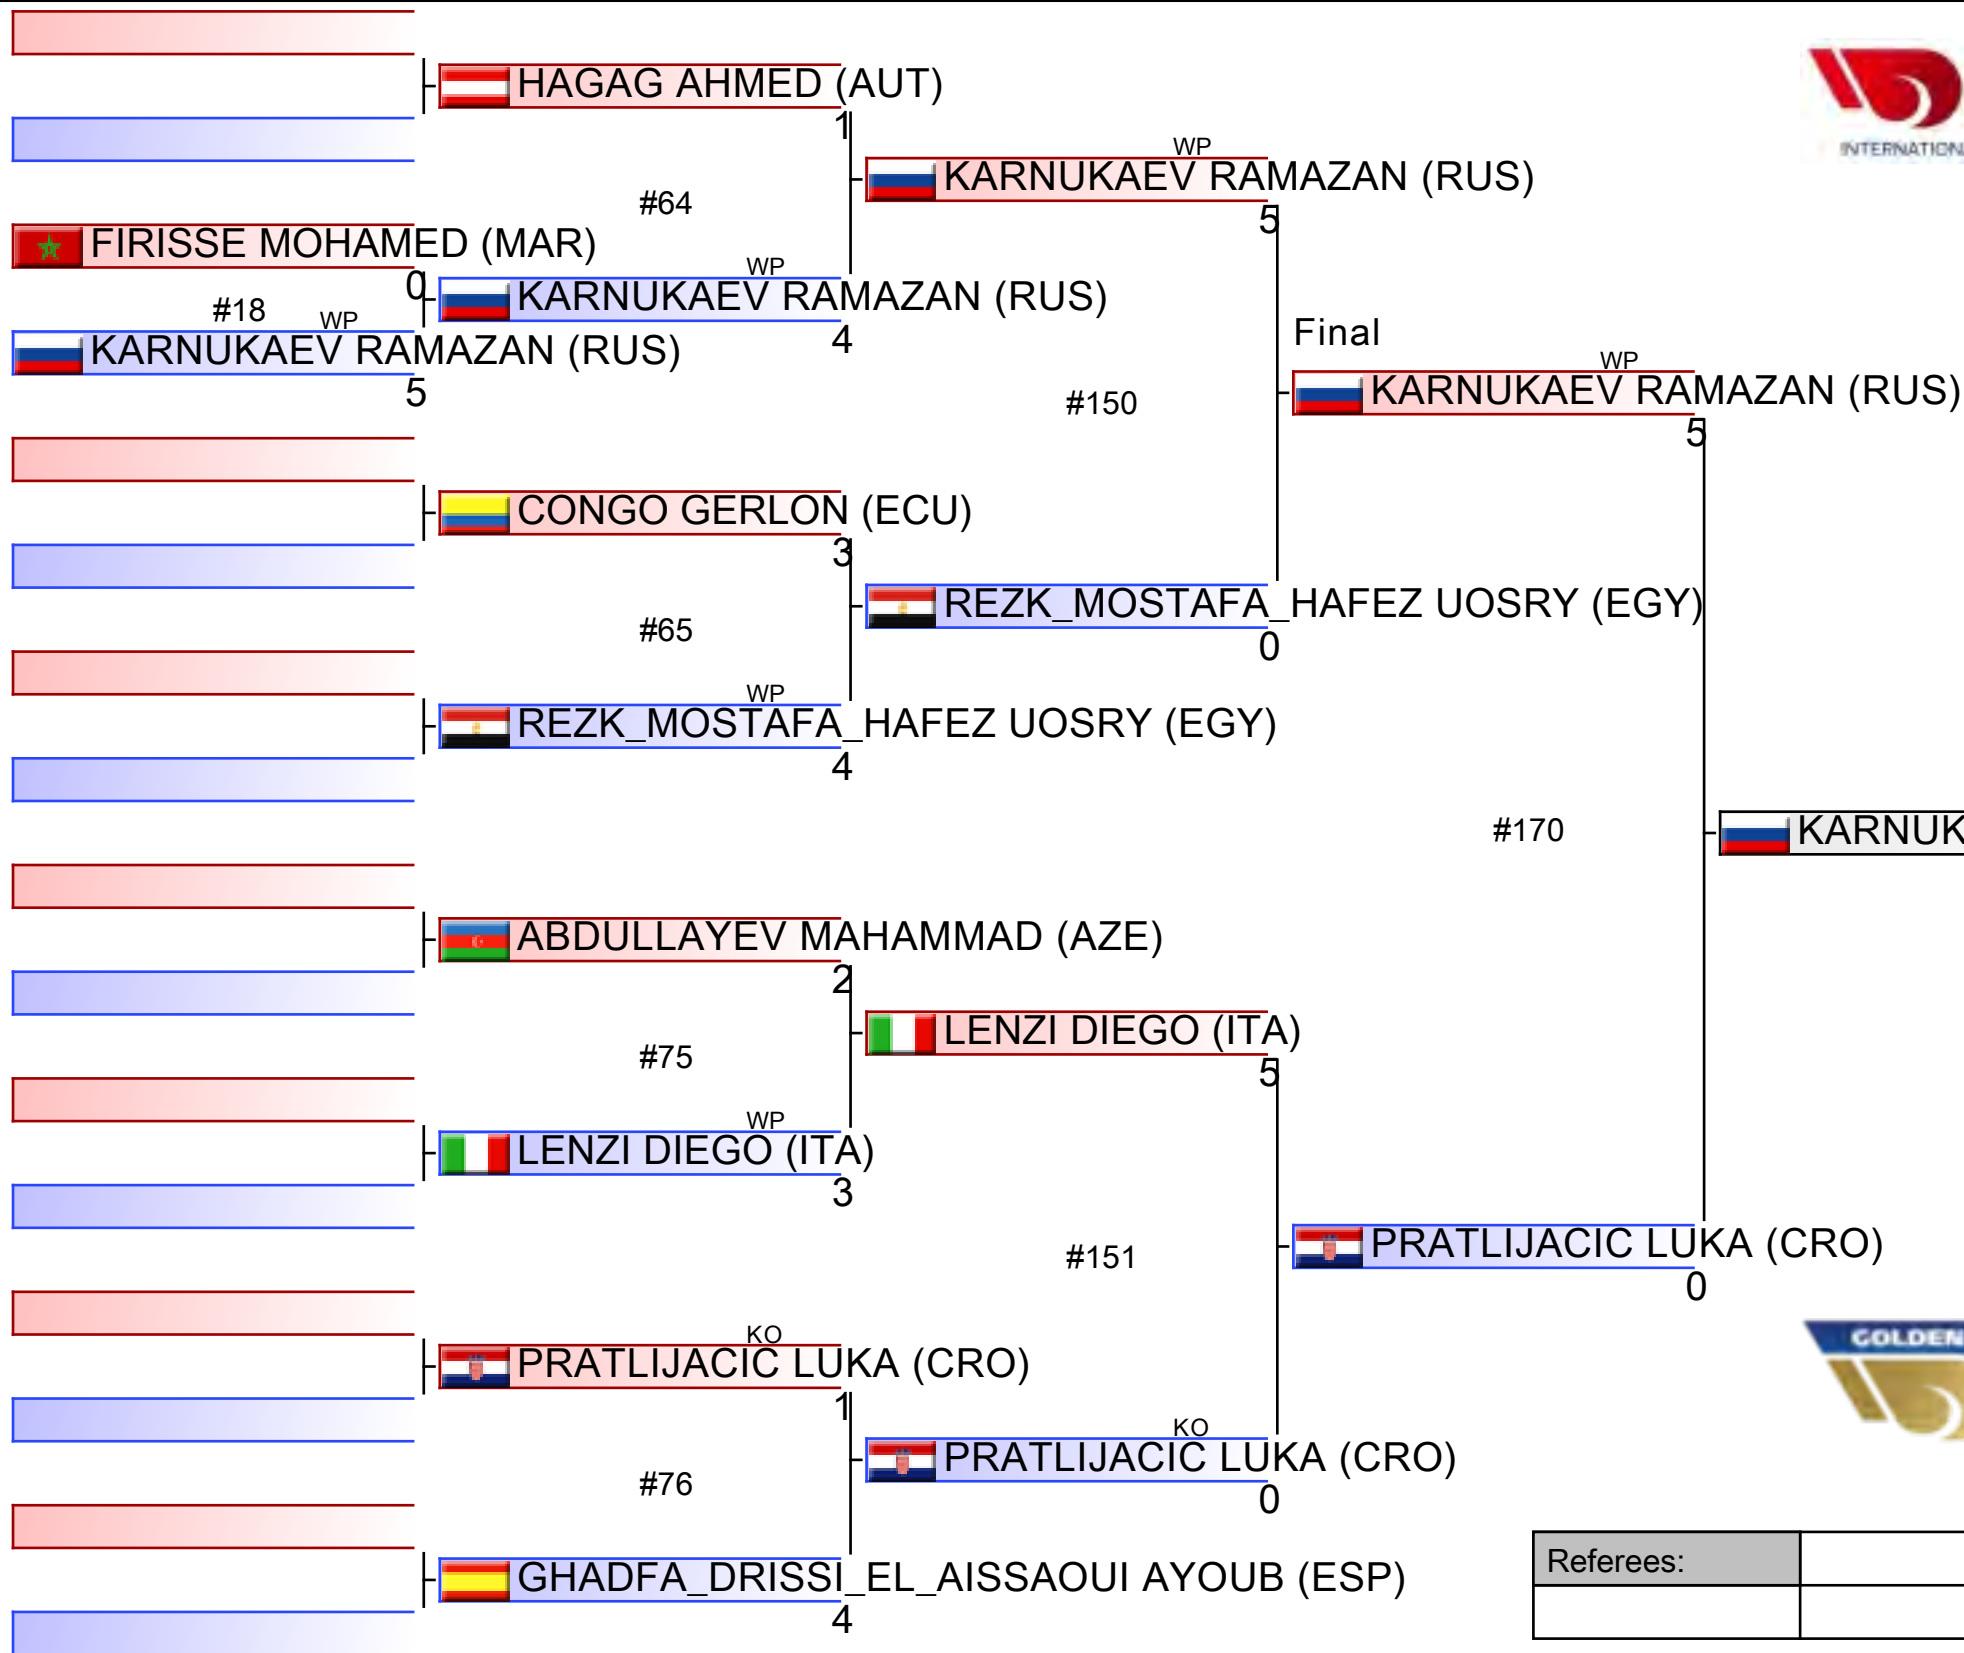 HAGAG AHMED (AUT)
1
INTERNATION
WP
KARNUKAEV RAMAZAN (RUS)
5
#64
FIRISSE MOHAMED (MAR)
0
WP
KARNUKAEV RAMAZAN (RUS)
4
#18
WP
KARNUKAEV RAMAZAN (RUS)
5
Final
WP
KARNUKAEV RAMAZAN (RUS)
5
#150
CONGO GERLON (ECU)
3
REZK_MOSTAFA_HAFEZ UOSRY (EGY)
0
#65
WP
REZK_MOSTAFA_HAFEZ UOSRY (EGY)
4
#170
KARNUK
ABDULLAYEV MAHAMMAD (AZE)
2
LENZI DIEGO (ITA)
5
#75
WP
LENZI DIEGO (ITA)
3
#151
PRATLIJACIC LUKA (CRO)
0
KO
PRATLIJACIC LUKA (CRO)
1
GOLDEN
KO
PRATLIJACIC LUKA (CRO)
0
#76
GHADFA_DRISSI_EL_AISSAOUI AYOUB (ESP)
4
Referees: